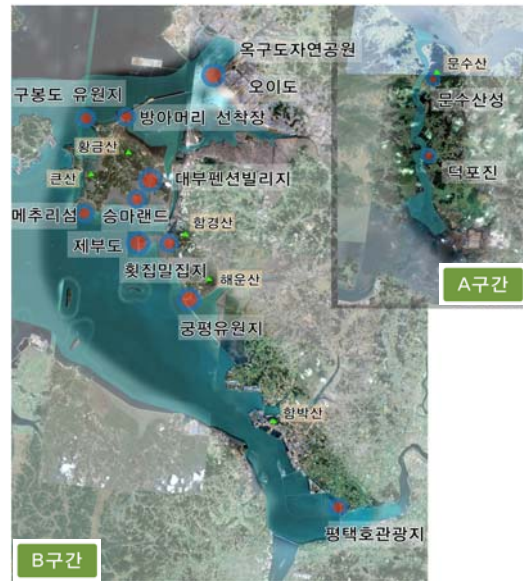 옥구도자연공원
오이도
구봉도 유원지
방아머리 선착장
황금산
큰산
대부펜션빌리지
메추리섬
승마랜드
함경산
제부도
횟집밀집지
해운산
궁평유원지
함박산
평택호관광지
B구간
문수산
문수산성
덕포진
A구간